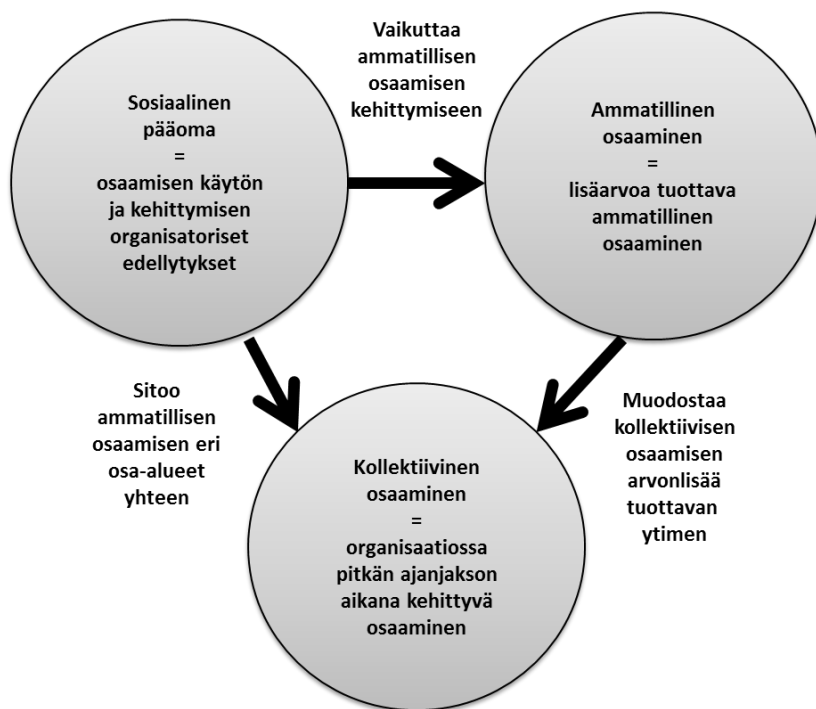 Vaikuttaa
ammatillisen
osaamisen
kehittymiseen
Sosiaalinen
pääoma
=
osaamisen käytön
ja kehittymisen
organisatoriset
edellytykset
Ammatillinen
osaaminen
=
lisäarvoa tuottava
ammatillinen
osaaminen
Sitoo
ammatillisen
osaamisen eri
osa-alueet
yhteen
Kollektiivinen
osaaminen
=
organisaatiossa
pitkän ajanjakson
aikana kehittyvä
osaaminen
Muodostaa
kollektiivisen
osaamisen
arvonlisää
tuottavan
ytimen